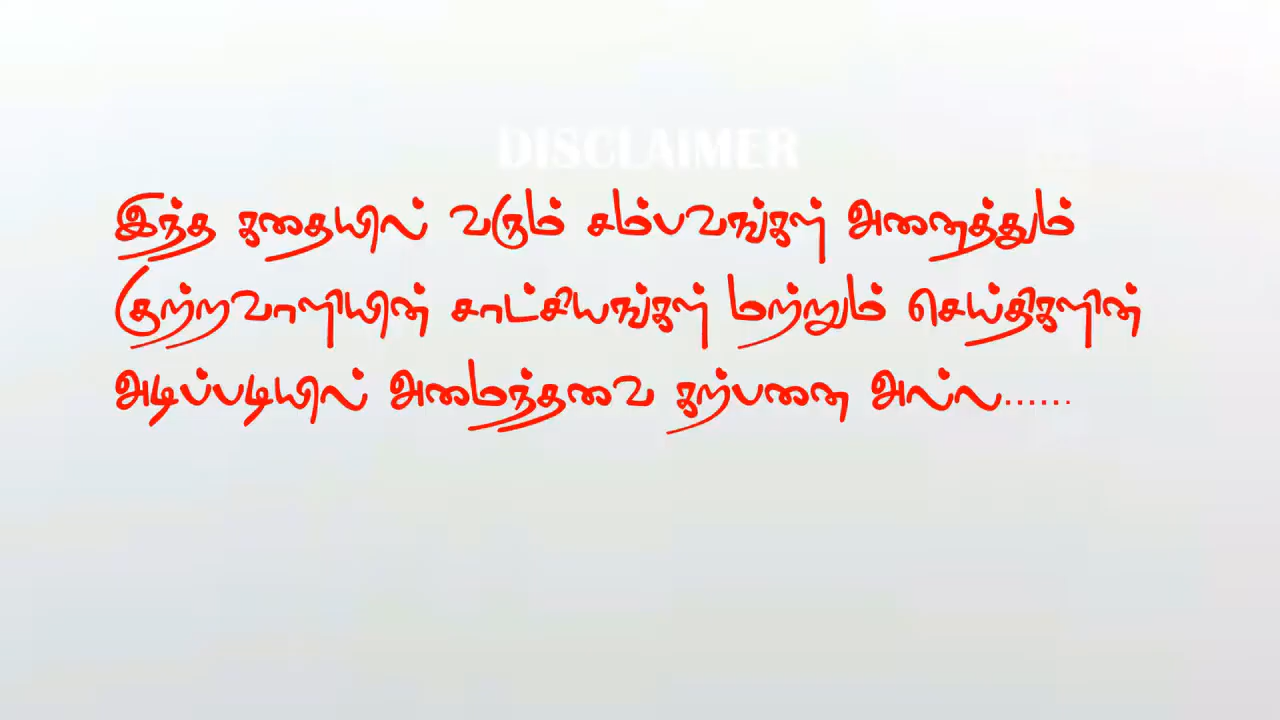 DISCLAIMER
இந்த கதையில் வரும் சம்பவங்கள் அனைத்தும்
குற்றவாளியின் சாட்சியங்கள் மற்றும் செய்திகளின்
அடிப்படியில் அமைந்தவை கற்பனை அல்ல......